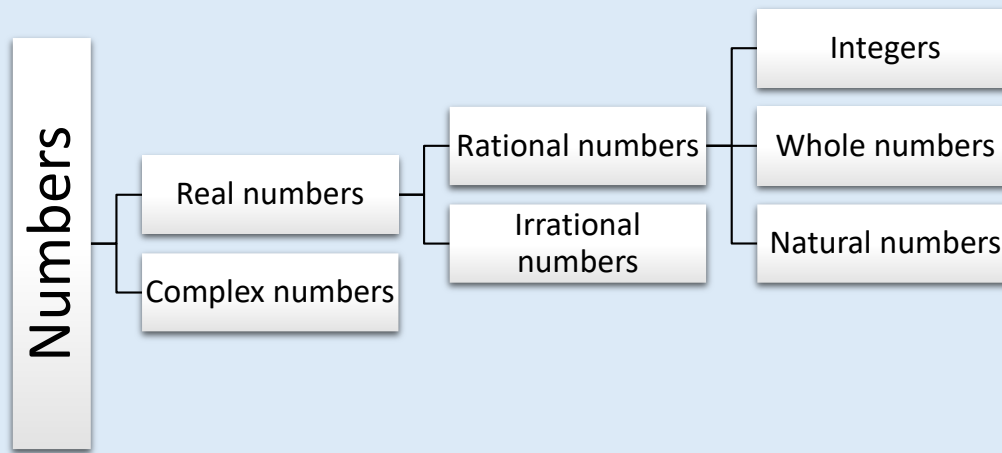 Numbers
Real numbers
Complex numbers
Rational numbers
Irrational
numbers
Integers
Whole numbers
Natural numbers